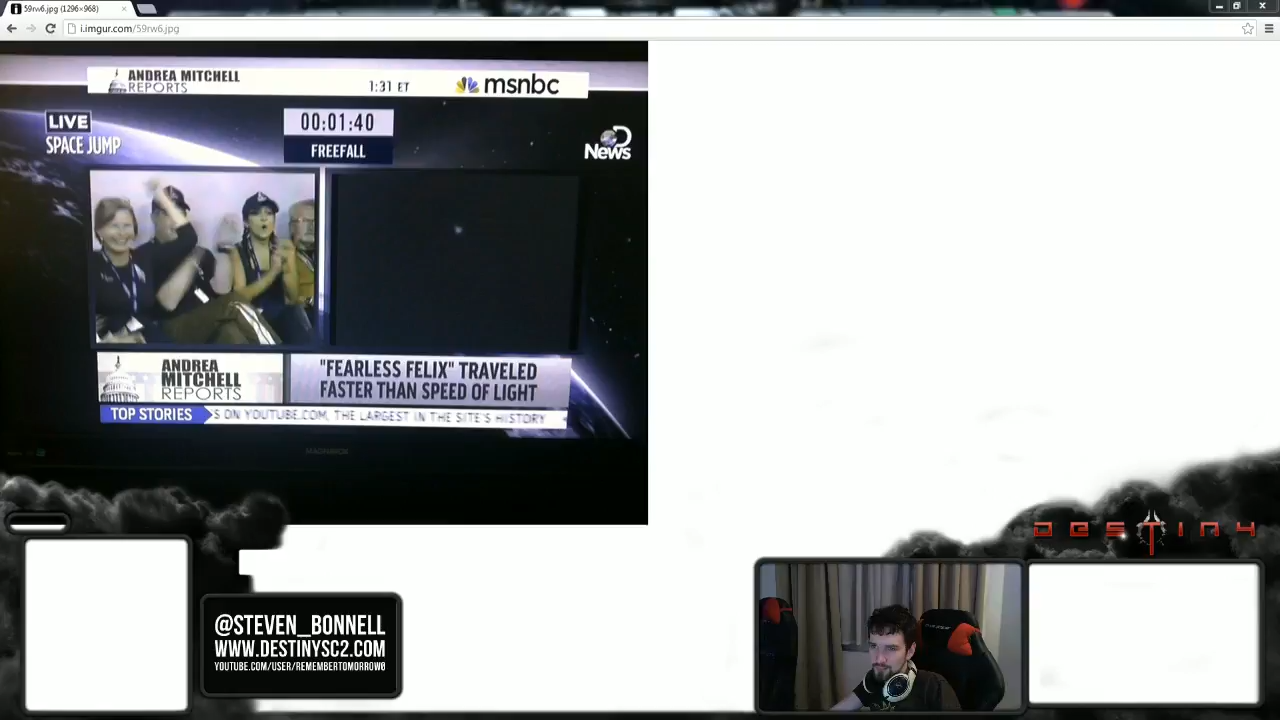 59rw6.jpg (1296×968)
i.imgur.com/59rw6.jpg
ANDREA MITCHELL
REPORTS
1:31 ET
msnbc
LIVE
SPACE JUMP
00:01:40
FREEFALL
D
News
ANDREA
MITCHELL
REPORTS
"FEARLESS FELIX" TRAVELED
FASTER THAN SPEED OF LIGHT
TOP STORIES
S ON YOUTUBE.COM, THE LARGEST IN THE SITE'S HISTORY
MAGNAVOX
DESTINY
@STEVEN_BONNELL
WWW.DESTINYSC2.COM
YOUTUBE.COM/USER/REMEMBERTOMORROW0